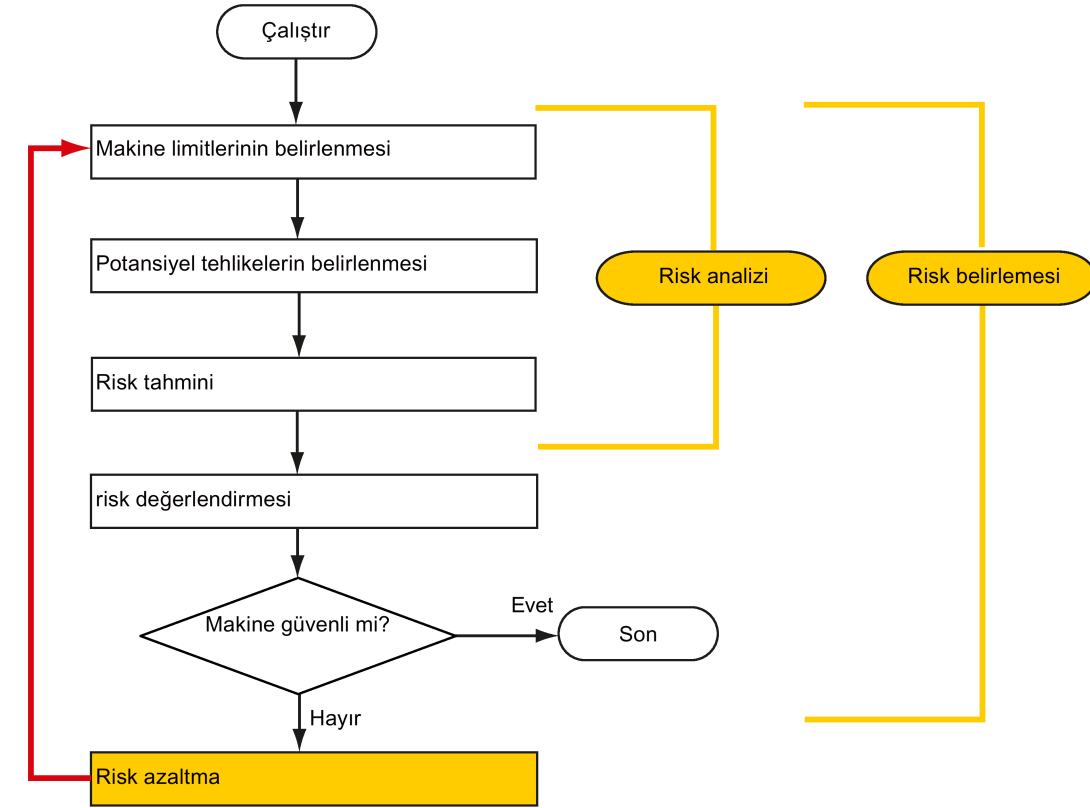 Çalıştır
Makine limitlerinin belirlenmesi
Potansiyel tehlikelerin belirlenmesi
Risk analizi
Risk belirlemesi
Risk tahmini
risk değerlendirmesi
Makine güvenli mi?
Evet
Son
Hayır
Risk azaltma